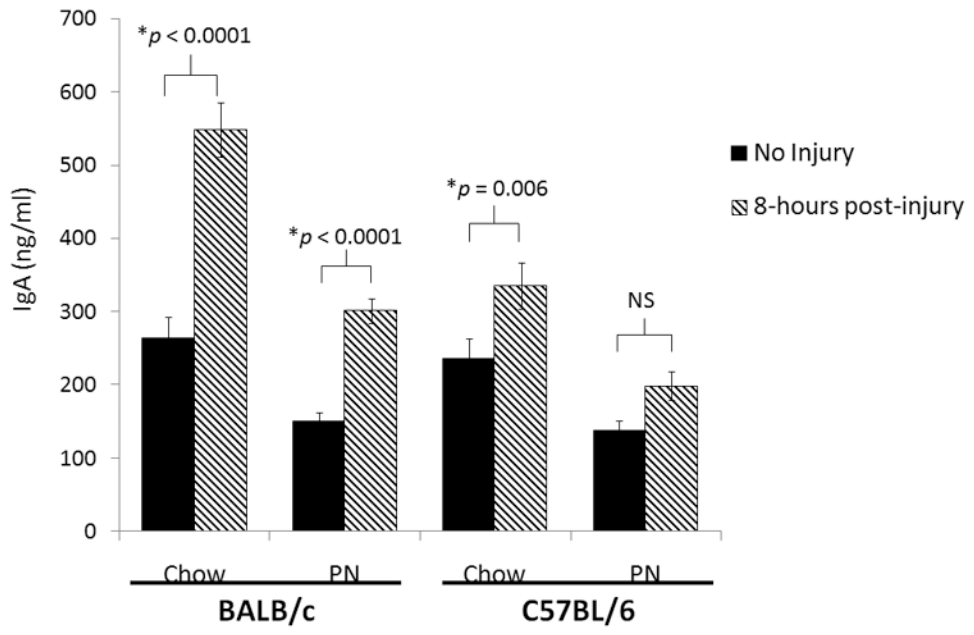 700
600
500
400
300
200
100
0
IgA (ng/ml)
*p < 0.0001
*p < 0.0001
*p = 0.006
NS
No Injury
8-hours post-injury
Chow PN Chow PN
BALB/c C57BL/6